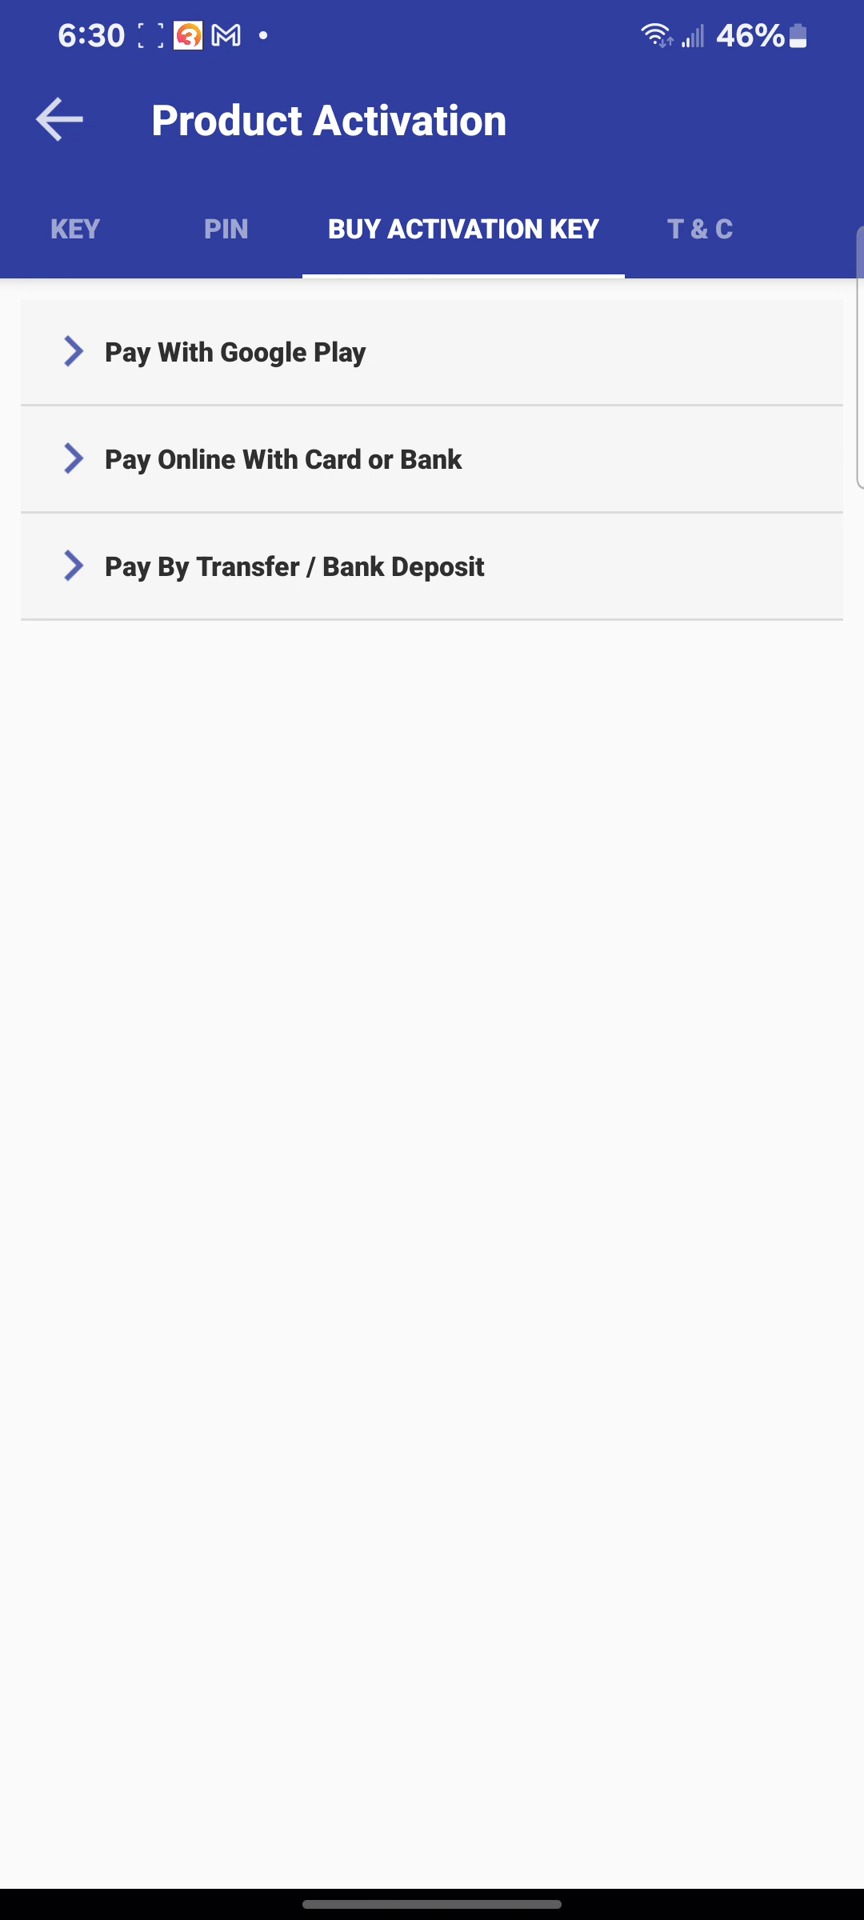 6:30 46%
Product Activation
KEY PIN BUY ACTIVATION KEY T & C
Pay With Google Play
Pay Online With Card or Bank
Pay By Transfer / Bank Deposit